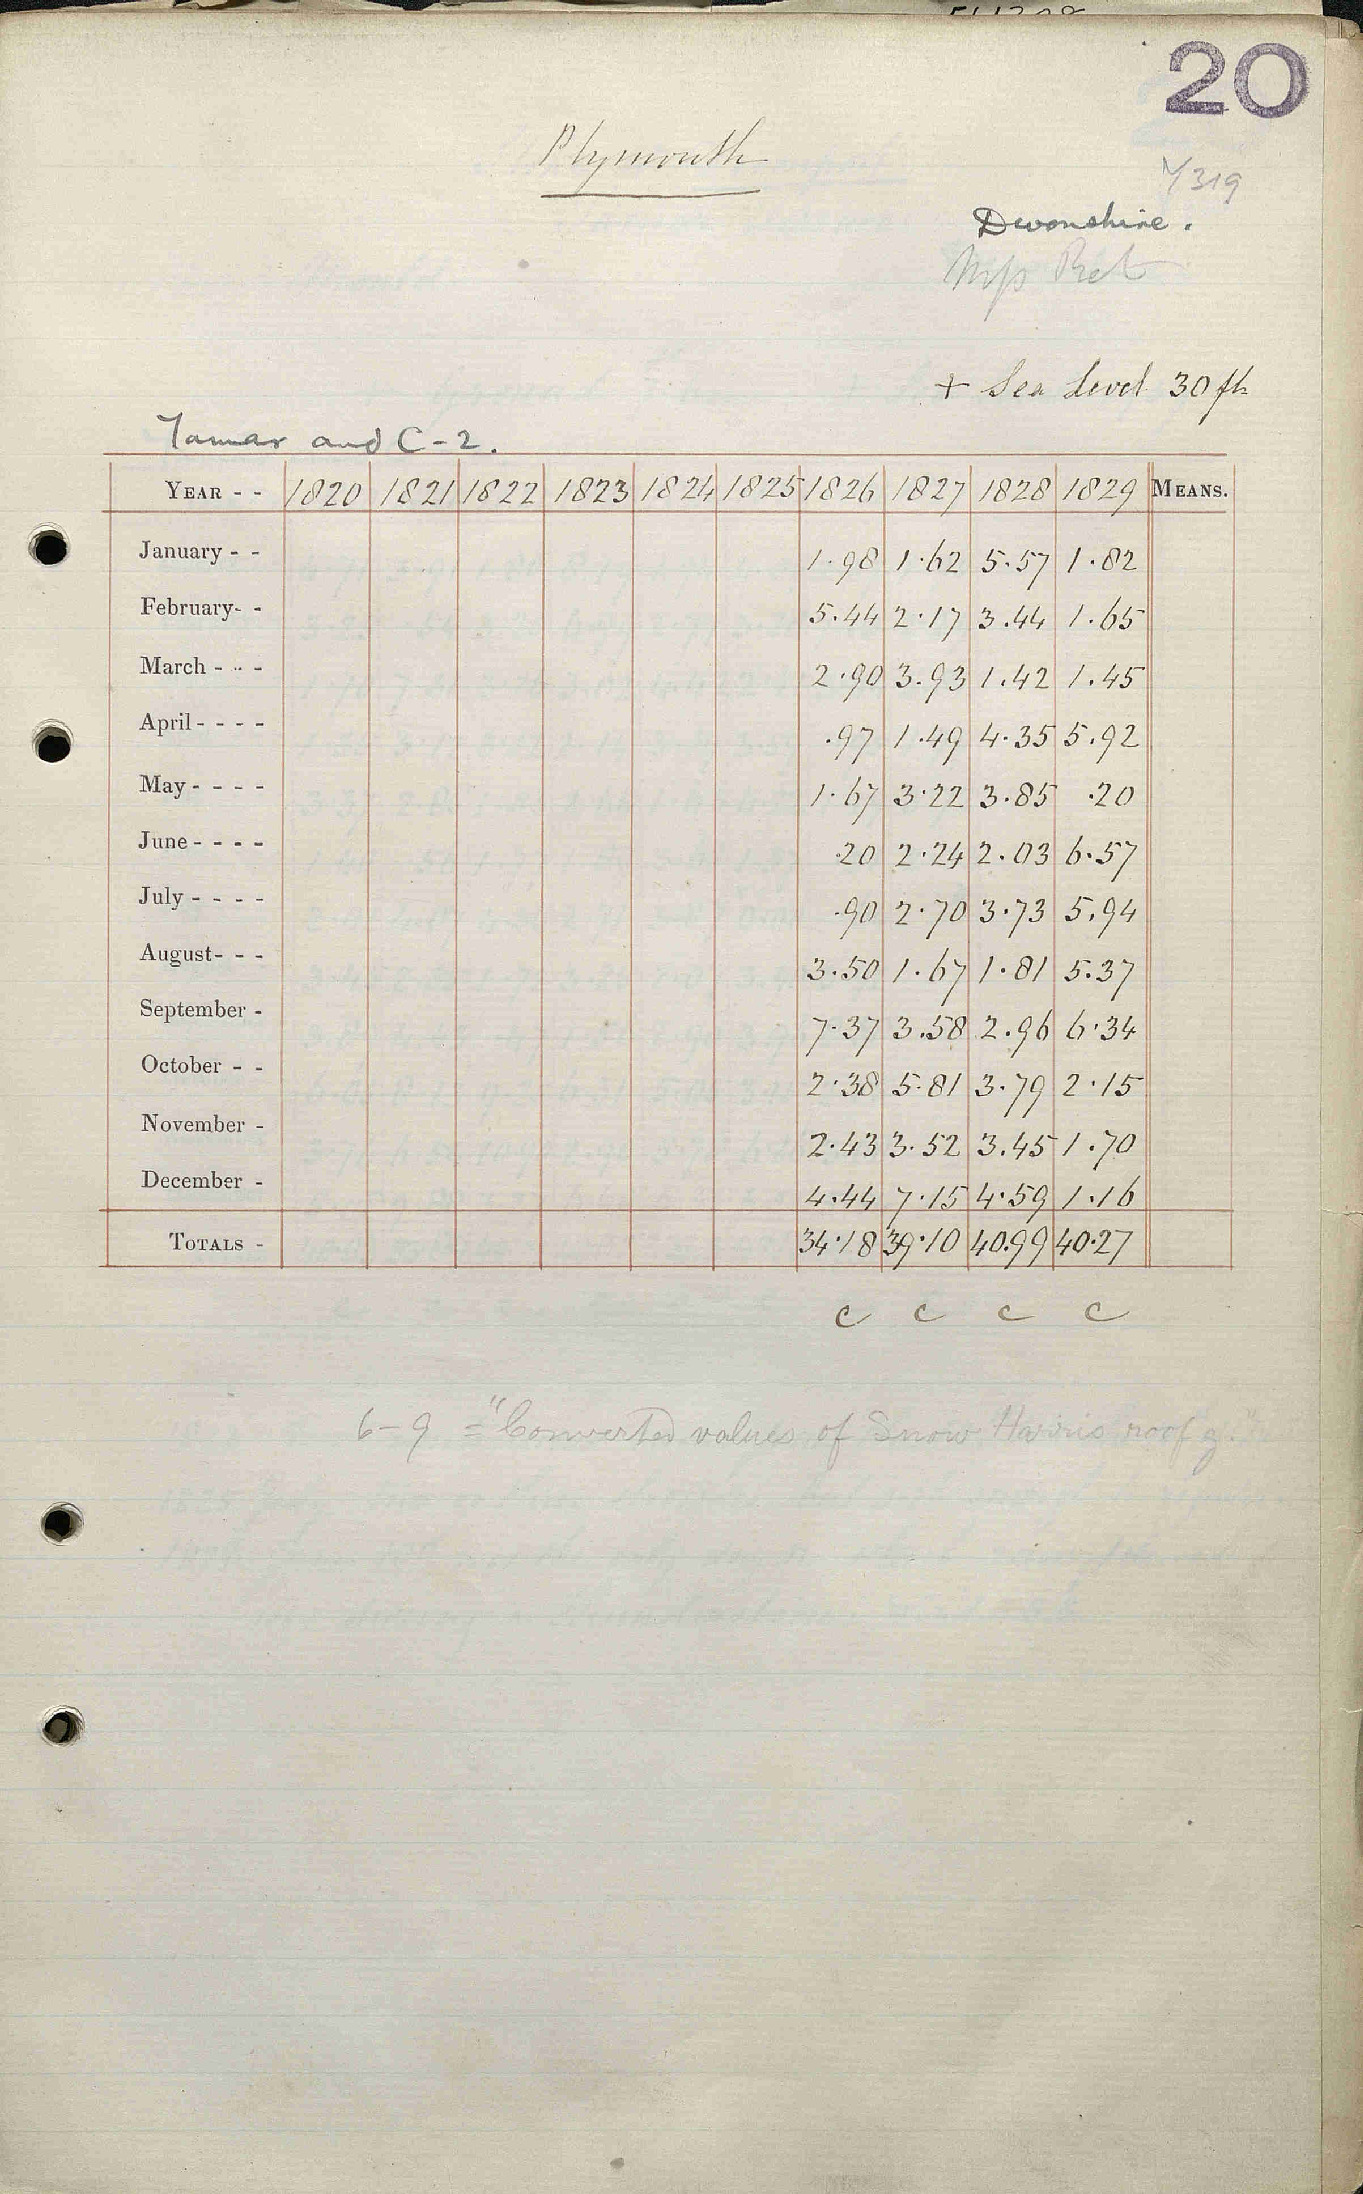 20
Plymouth
Y319
Devonshire.
Mss Ret
+ Sea Level 30 ft
Tamar and C-2.
YEAR - - 1820 1821 1822 1823 1824 1825 1826 1827 1828 1829 MEANS.
January - - 1.98 1.62 5.57 1.82
February- - 5.44 2.17 3.44 1.65
March - - - 2.90 3.93 1.42 1.45
April - - - - .97 1.49 4.35 5.92
May - - - - 1.67 3.22 3.85 .20
June - - - - .20 2.24 2.03 6.57
July - - - - .90 2.70 3.73 5.94
August- - - 3.50 1.67 1.81 5.37
September - 7.37 3.58 2.96 6.34
October - - 2.38 5.81 3.79 2.15
November - 2.43 3.52 3.45 1.70
December - 4.44 7.15 4.59 1.16
TOTALS - 34.18 39.10 40.99 40.27
c c c c
6-9 = "Converted values of Snow Harris roof g."